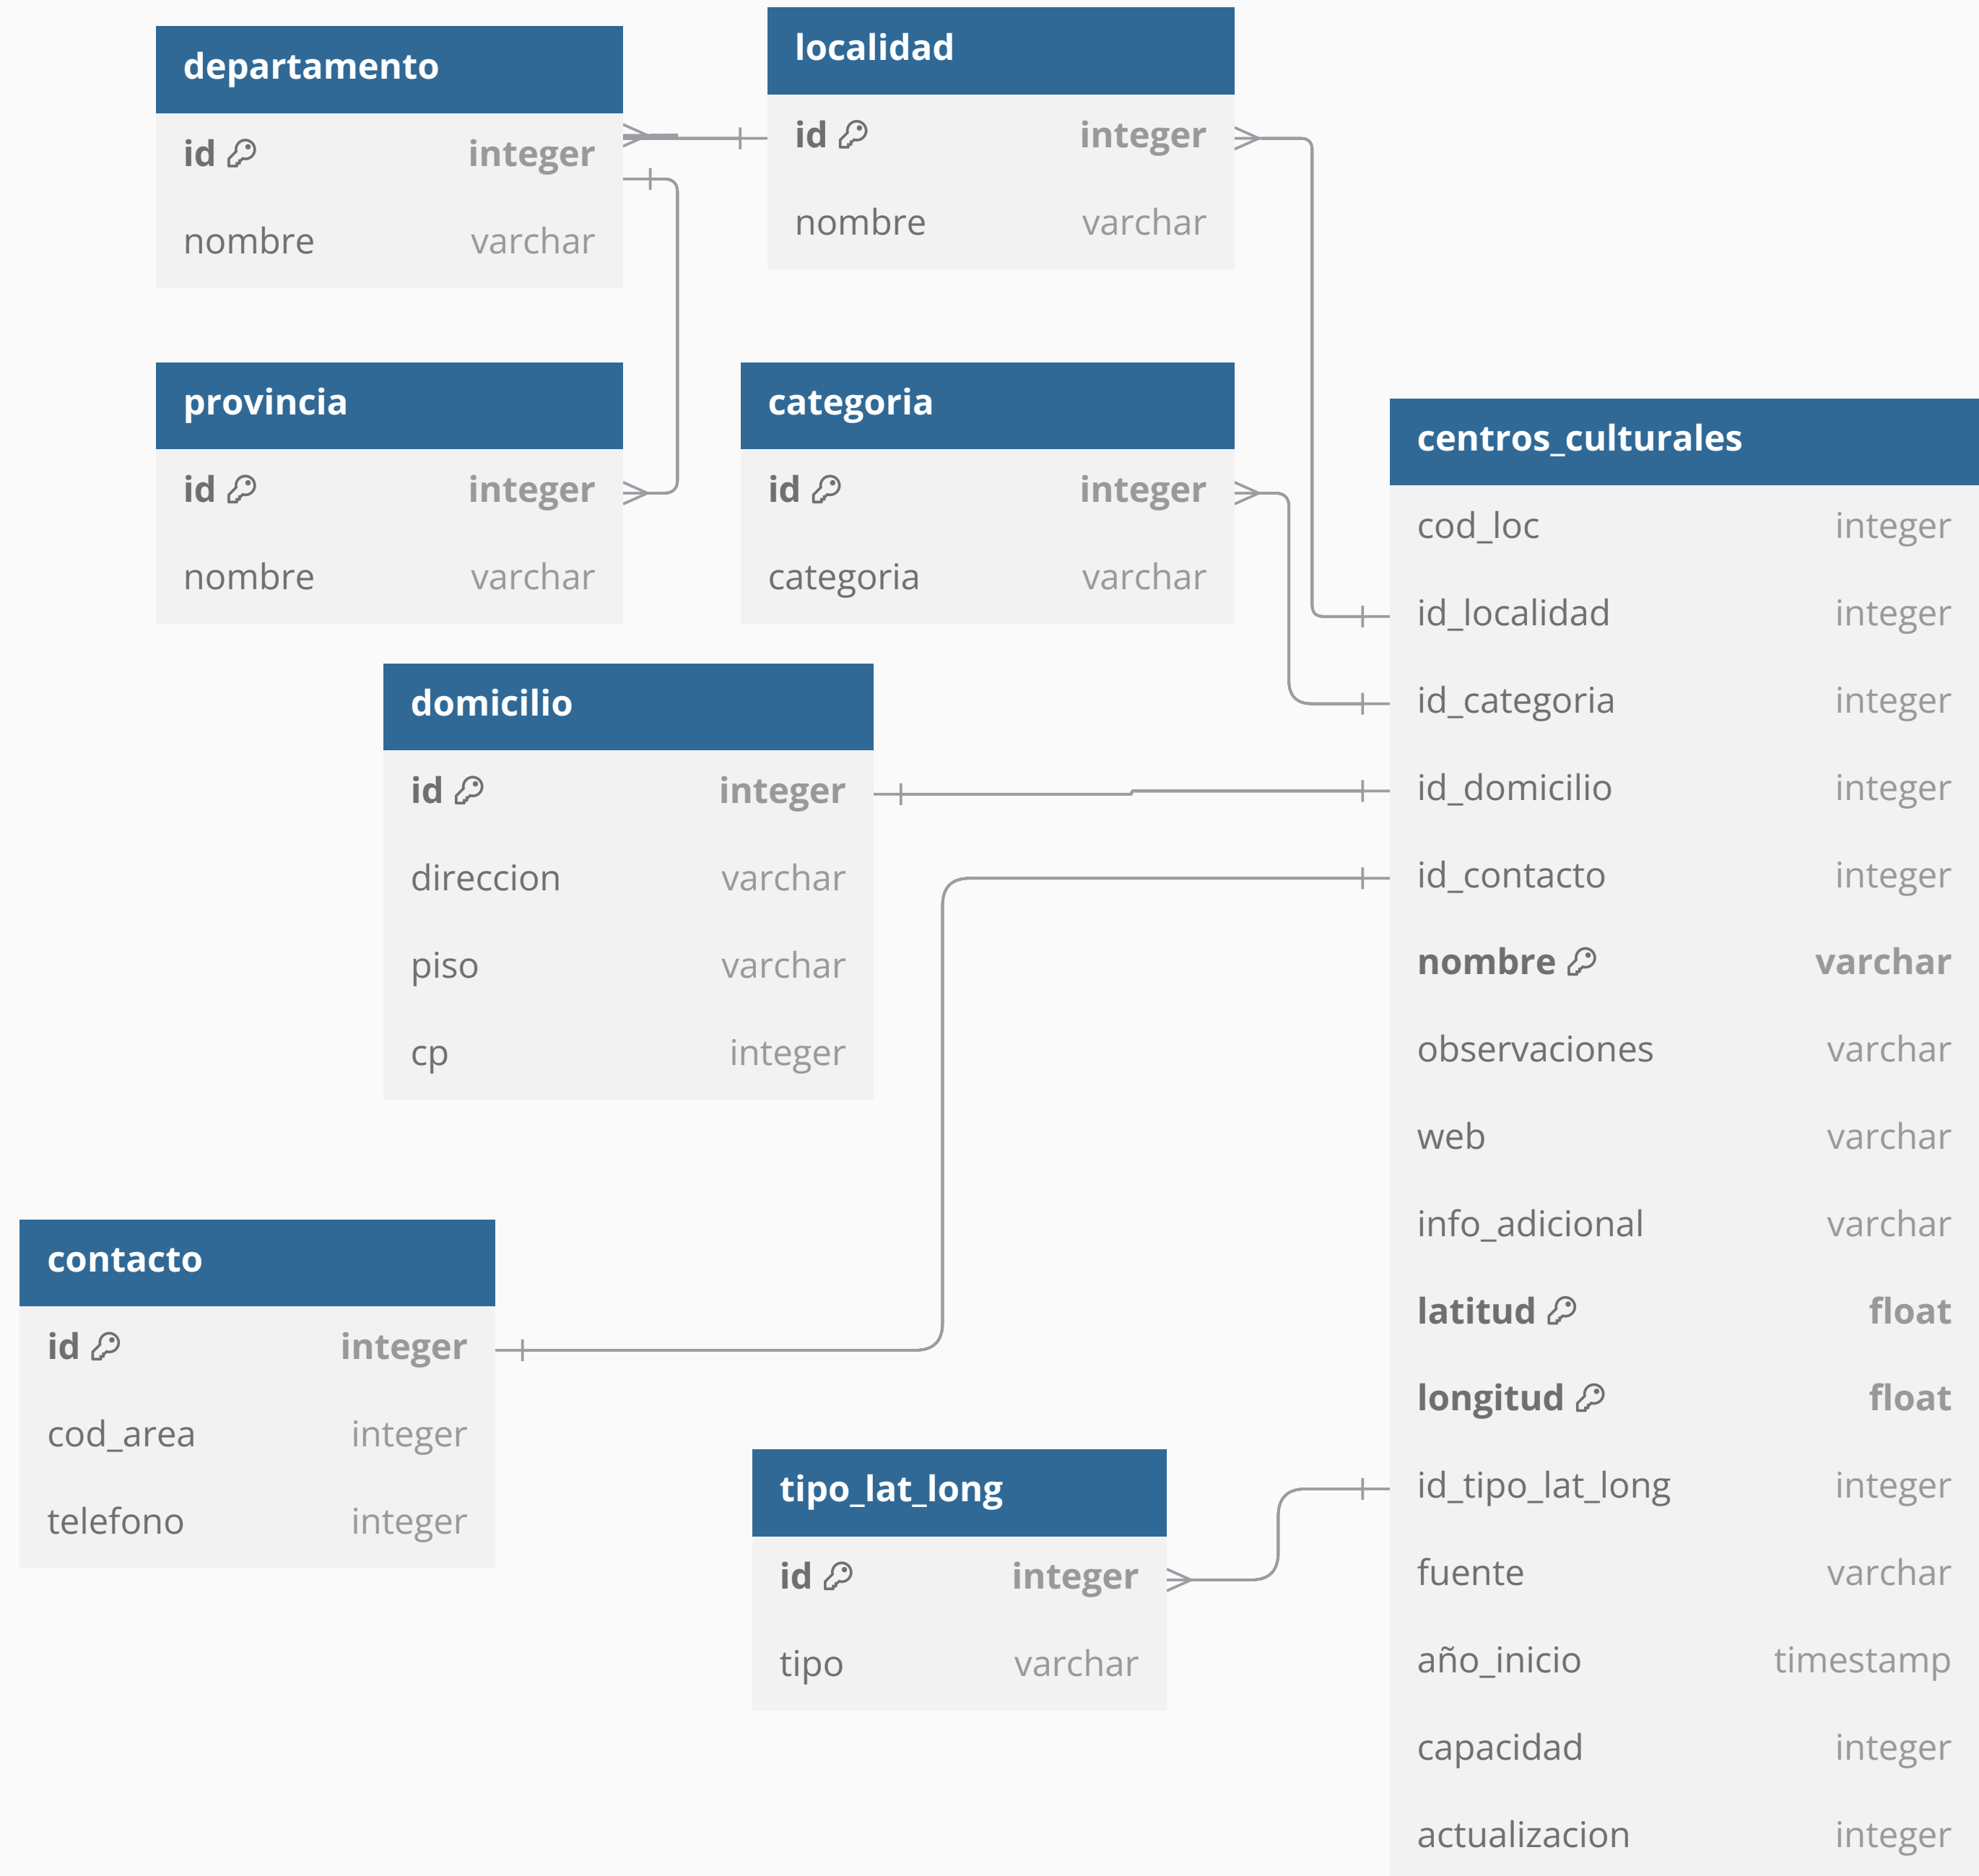 departamento
id integer
nombre varchar
localidad
id integer
nombre varchar
provincia
id integer
nombre varchar
categoria
id integer
categoria varchar
centros_culturales
cod_loc integer
id_localidad integer
id_categoria integer
id_domicilio integer
id_contacto integer
nombre varchar
observaciones varchar
web varchar
info_adicional varchar
latitud float
longitud float
id_tipo_lat_long integer
fuente varchar
año_inicio timestamp
capacidad integer
actualizacion integer
domicilio
id integer
direccion varchar
piso varchar
cp integer
contacto
id integer
cod_area integer
telefono integer
tipo_lat_long
id integer
tipo varchar